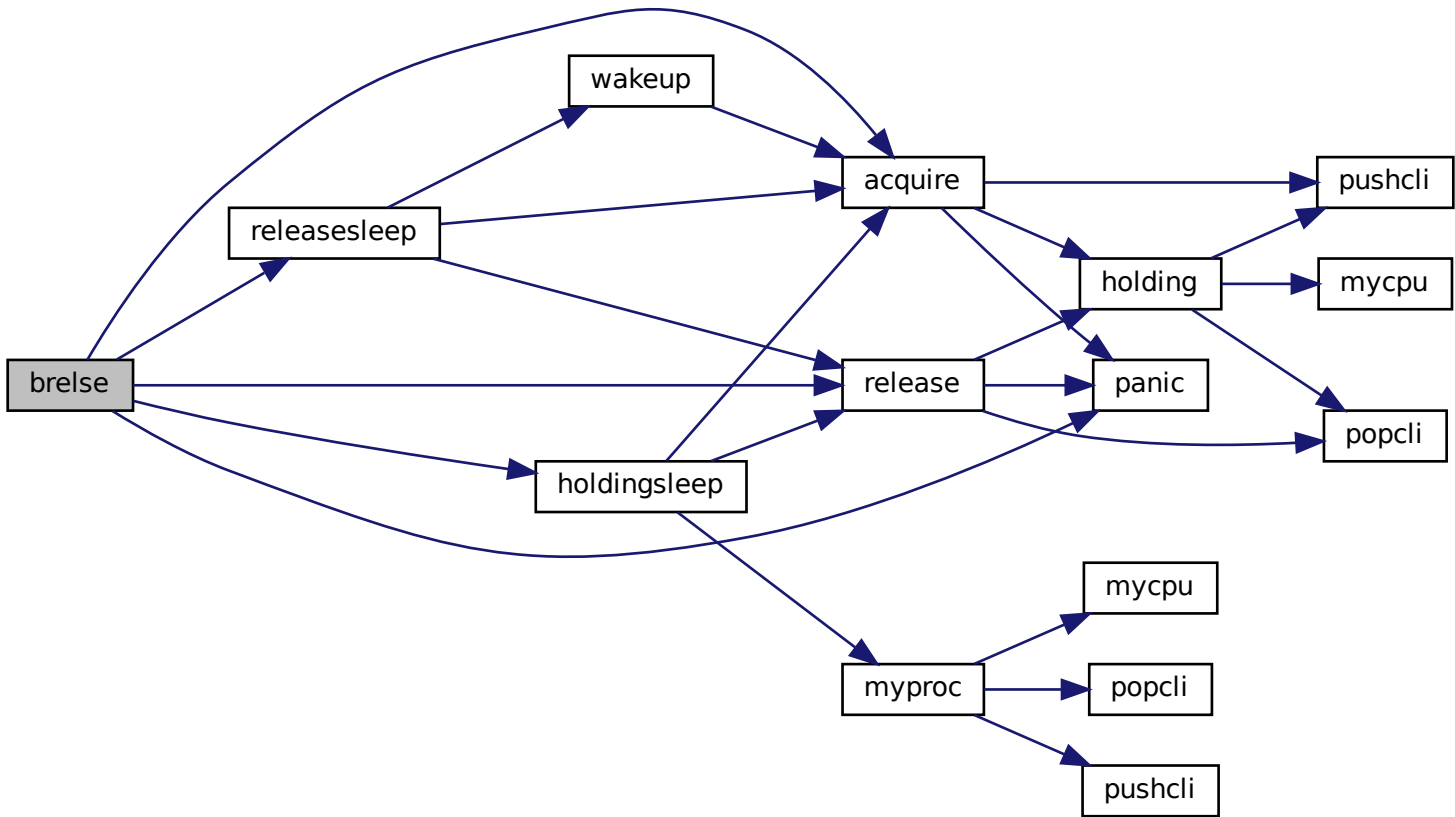 wakeup
acquire
pushcli
releasesleep
holding
mycpu
brelse
release
panic
popcli
holdingsleep
mycpu
myproc
popcli
pushcli